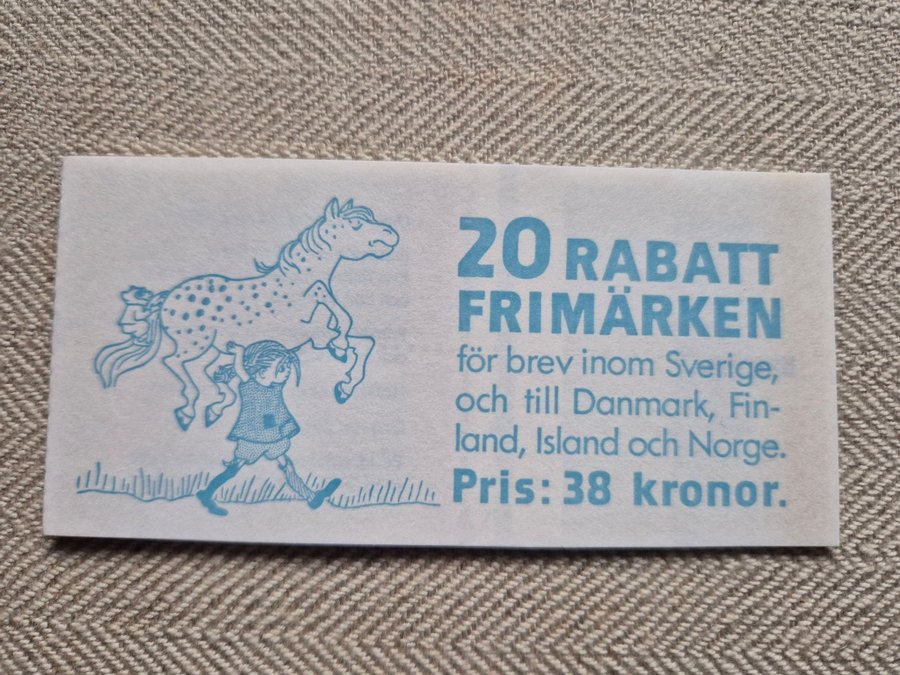 20 RABATT
FRIMÄRKEN
för brev inom Sverige,
och till Danmark, Fin-
land, Island och Norge.
Pris: 38 kronor.